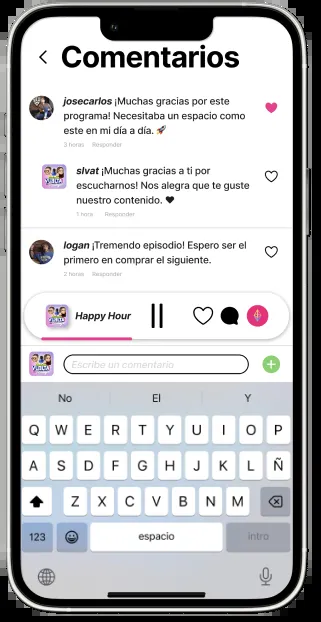 Comentarios
josecarlos ¡Muchas gracias por este
programa! Necesitaba un espacio como
este en mi día a día. 🚀
3 horas Responder
slvat ¡Muchas gracias a ti por
escucharnos! Nos alegra que te guste
nuestro contenido. ♥
1 hora Responder
logan ¡Tremendo episodio! Espero ser el
primero en comprar el siguiente.
2 horas Responder
Happy Hour
Escribe un comentario
No El Y
Q W E R T Y U I O P
A S D F G H J K L Ñ
Z X C V B N M
123 espacio intro